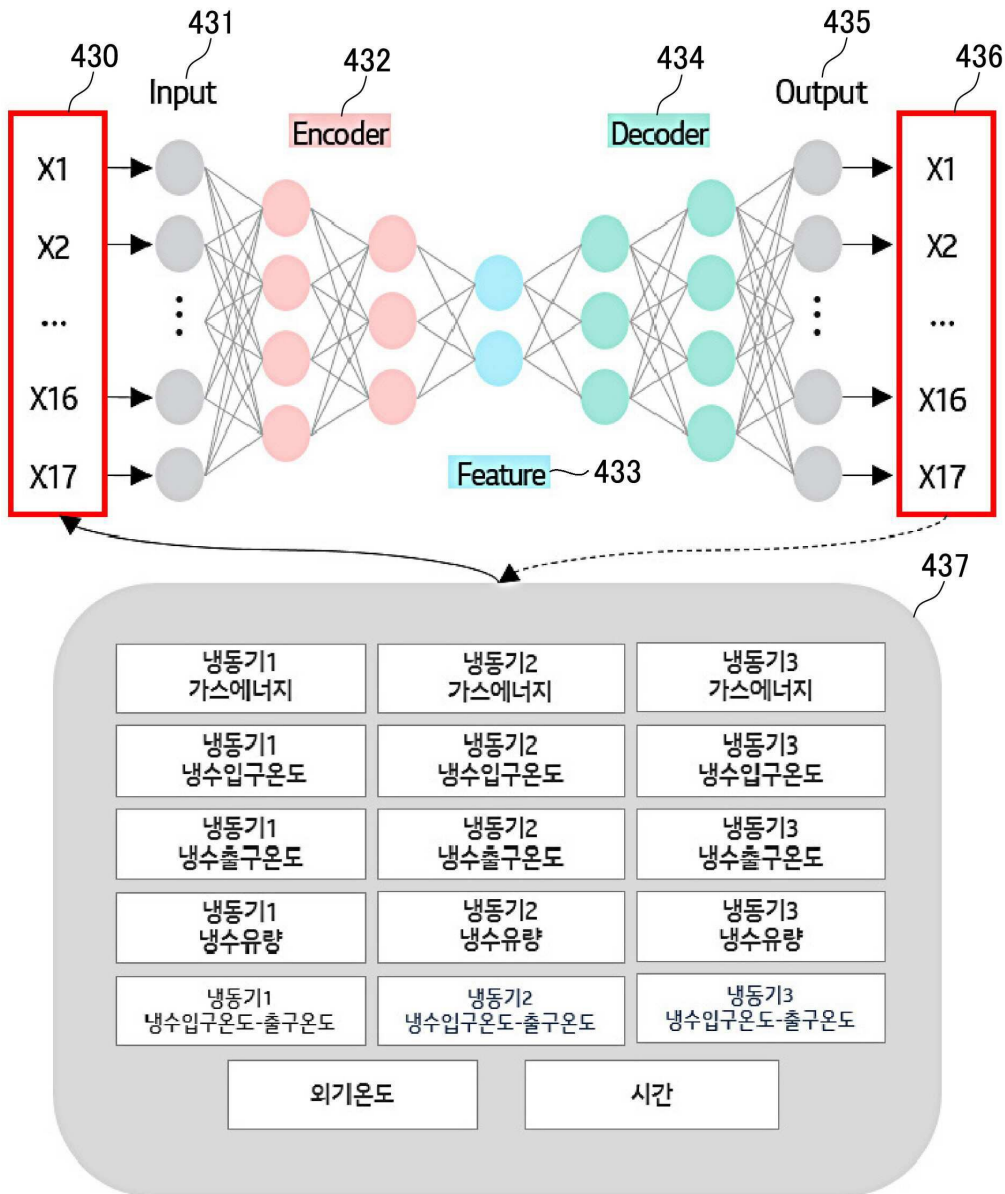 431
435
430
432
434
436
Input
Output
Encoder
Decoder
X1
X1
X2
X2
...
...
X16
X16
X17
X17
Feature
433
437
냉동기1
가스에너지
냉동기2
가스에너지
냉동기3
가스에너지
냉동기1
냉수입구온도
냉동기2
냉수입구온도
냉동기3
냉수입구온도
냉동기1
냉수출구온도
냉동기2
냉수출구온도
냉동기3
냉수출구온도
냉동기1
냉수유량
냉동기2
냉수유량
냉동기3
냉수유량
냉동기1
냉수입구온도-출구온도
냉동기2
냉수입구온도-출구온도
냉동기3
냉수입구온도-출구온도
외기온도
시간